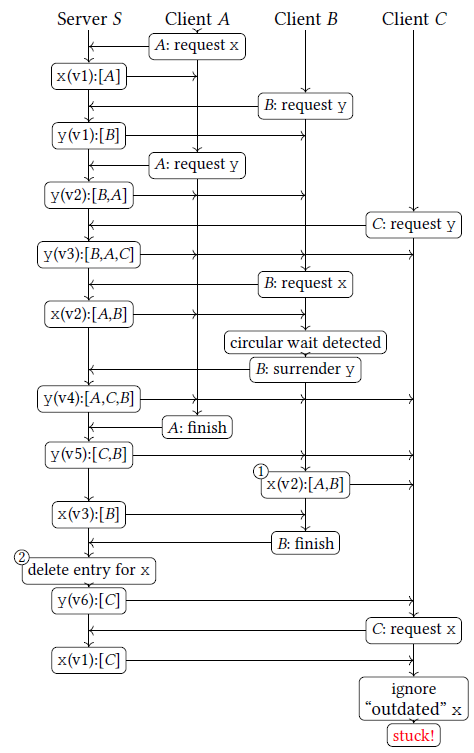 Server S Client A Client B Client C
A: request x
x(v1):[A]
B: request y
y(v1):[B]
A: request y
y(v2):[B,A]
C: request y
y(v3):[B,A,C]
B: request x
x(v2):[A,B]
circular wait detected
B: surrender y
y(v4):[A,C,B]
A: finish
y(v5):[C,B]
1
x(v2):[A,B]
x(v3):[B]
B: finish
2
delete entry for x
y(v6):[C]
C: request x
x(v1):[C]
ignore
“outdated” x
stuck!